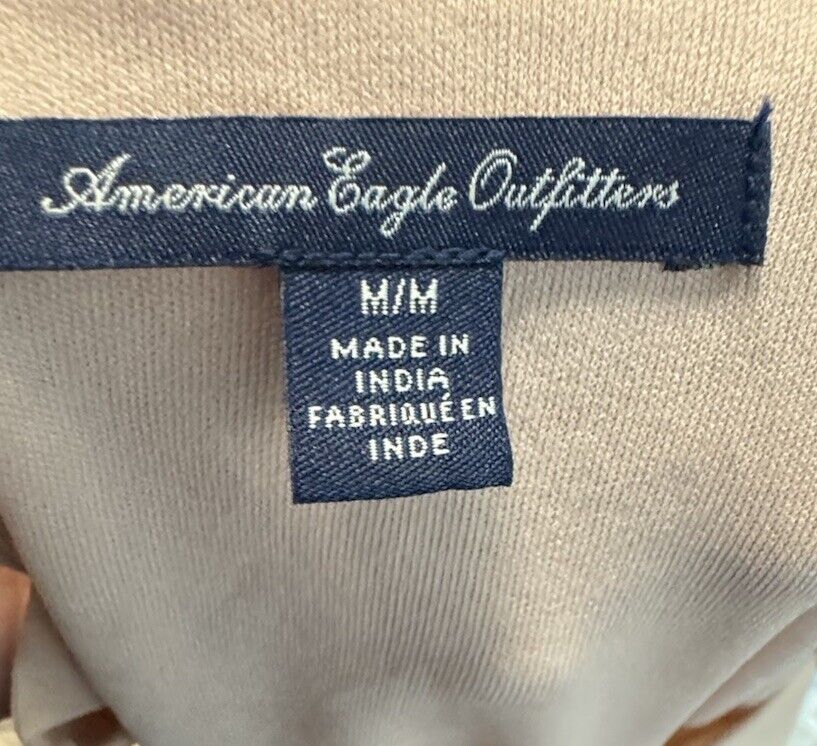 American Eagle Outfitters
M/M
MADE IN
INDIA
FABRIQUÉ EN
INDE